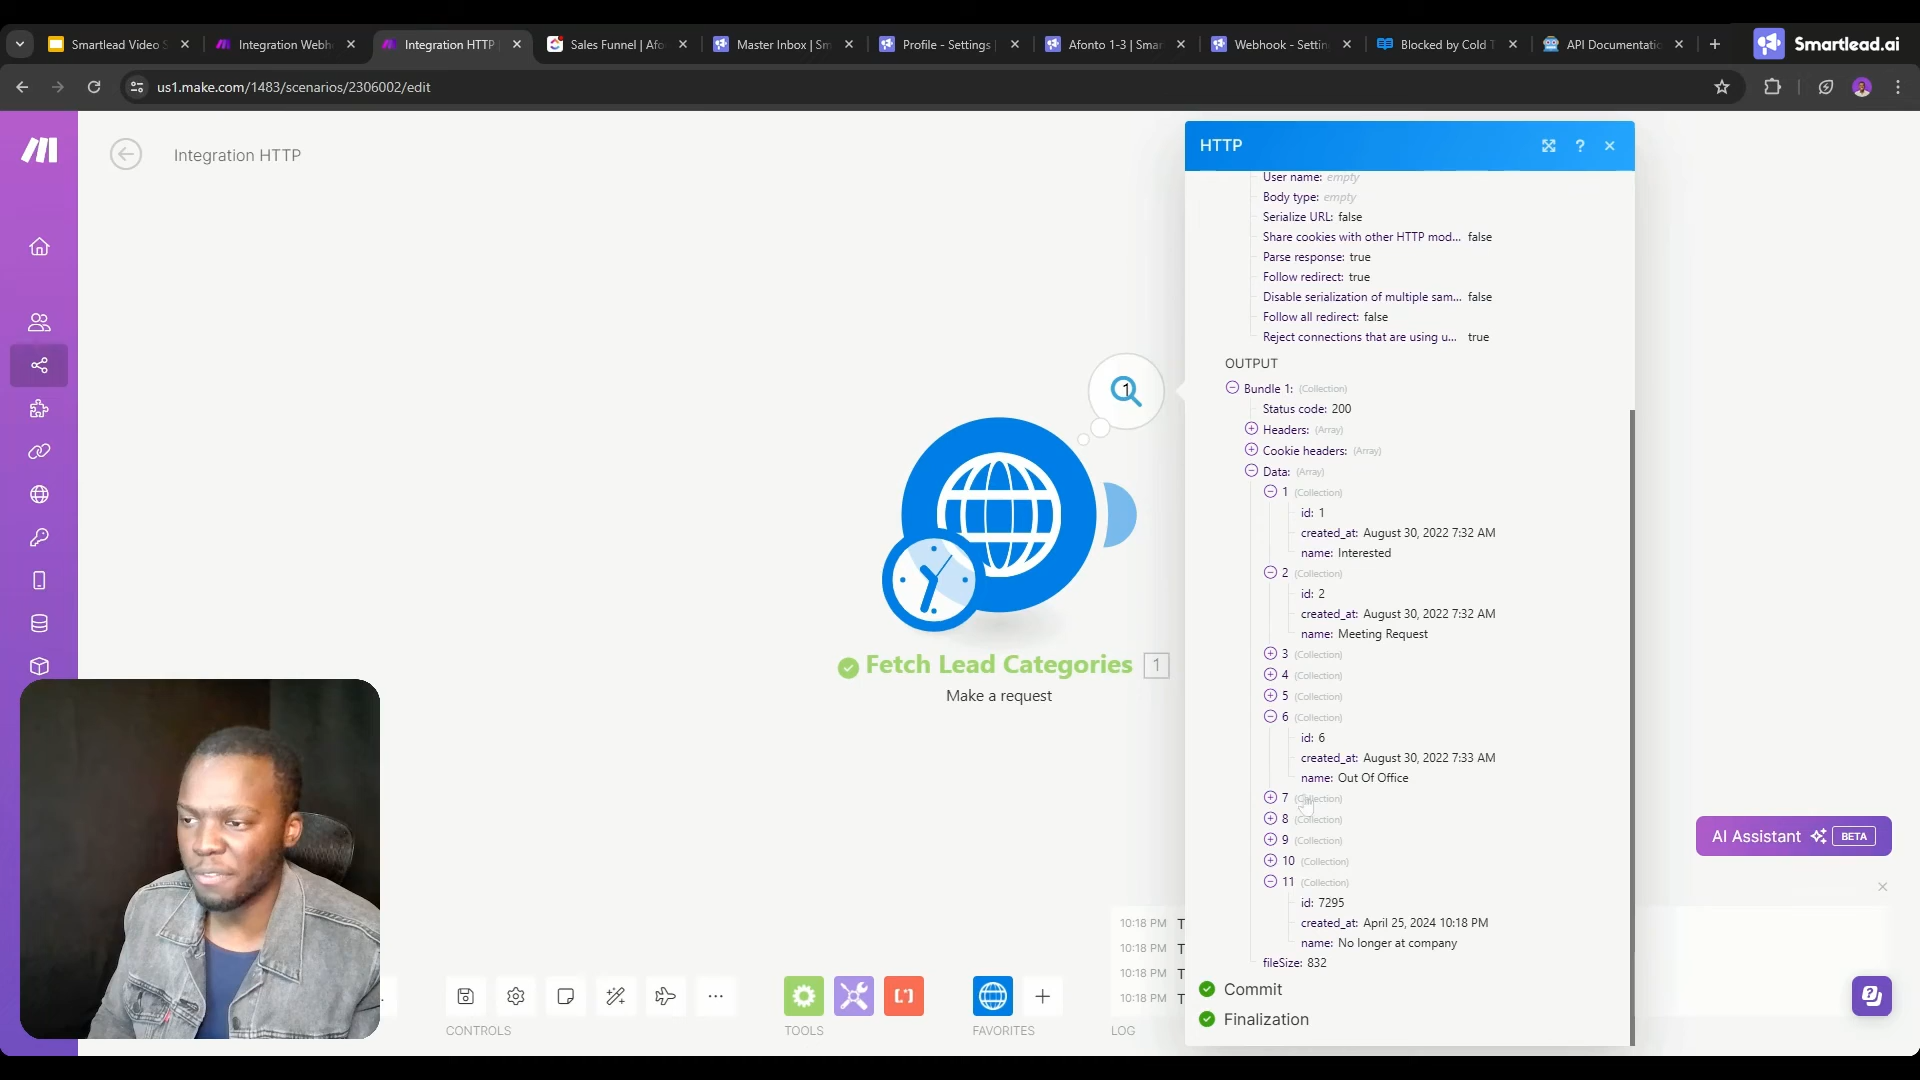 Smartlead Video S
Integration Webh
Integration HTTP
Sales Funnel | Afo
Master Inbox | Sm
Profile - Settings
Afonto 1-3 | Smar
Webhook - Settin
Blocked by Cold T
API Documentatio
Smartlead.ai
us1.make.com/1483/scenarios/2306002/edit
Integration HTTP
HTTP
User name: empty
Body type: empty
Serialize URL: false
Share cookies with other HTTP mod... false
Parse response: true
Follow redirect: true
Disable serialization of multiple sam... false
Follow all redirect: false
Reject connections that are using u... true
OUTPUT
Bundle 1: (Collection)
Status code: 200
Headers: (Array)
Cookie headers: (Array)
Data: (Array)
1 (Collection)
id: 1
created_at: August 30, 2022 7:32 AM
name: Interested
2 (Collection)
id: 2
created_at: August 30, 2022 7:32 AM
name: Meeting Request
3 (Collection)
4 (Collection)
5 (Collection)
6 (Collection)
id: 6
created_at: August 30, 2022 7:33 AM
name: Out Of Office
7 (Collection)
8 (Collection)
9 (Collection)
10 (Collection)
11 (Collection)
id: 7295
created_at: April 25, 2024 10:18 PM
name: No longer at company
fileSize: 832
Commit
Finalization
1
Fetch Lead Categories 1
Make a request
AI Assistant BETA
10:18 PM T
10:18 PM T
10:18 PM T
10:18 PM T
CONTROLS
TOOLS
FAVORITES
LOG